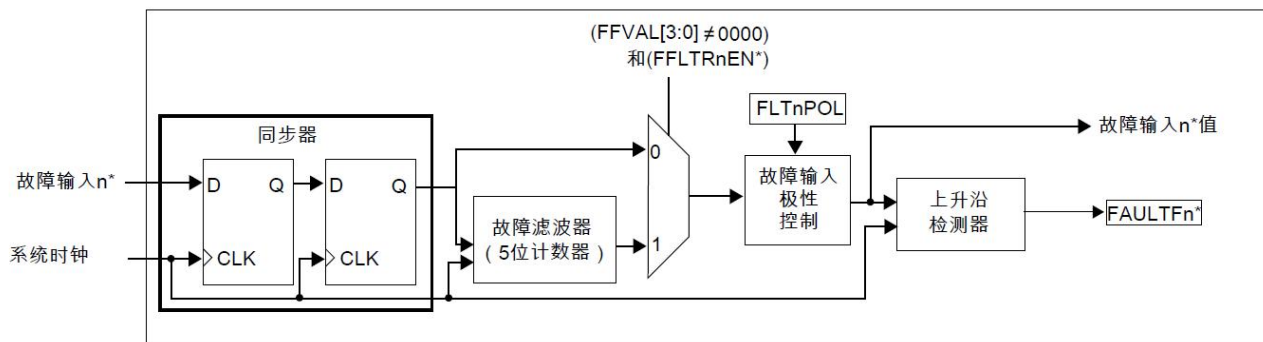 (FFVAL[3:0] ≠ 0000)
和(FFLTRnEN*)
FLTnPOL
同步器
故障输入n*值
0
故障输入n*
D
Q
D
Q
故障输入
极性
控制
上升沿
检测器
FAULTFn*
故障滤波器
(5位计数器)
1
系统时钟
CLK
CLK